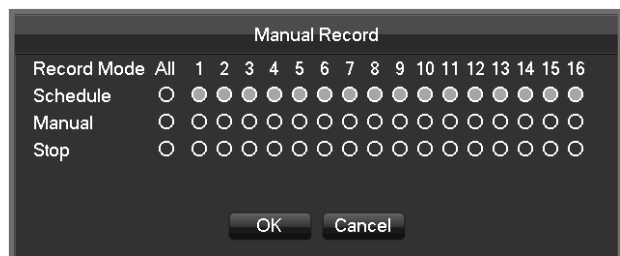 Manual Record
Record Mode All 1 2 3 4 5 6 7 8 9 10 11 12 13 14 15 16
Schedule
Manual
Stop
OK Cancel